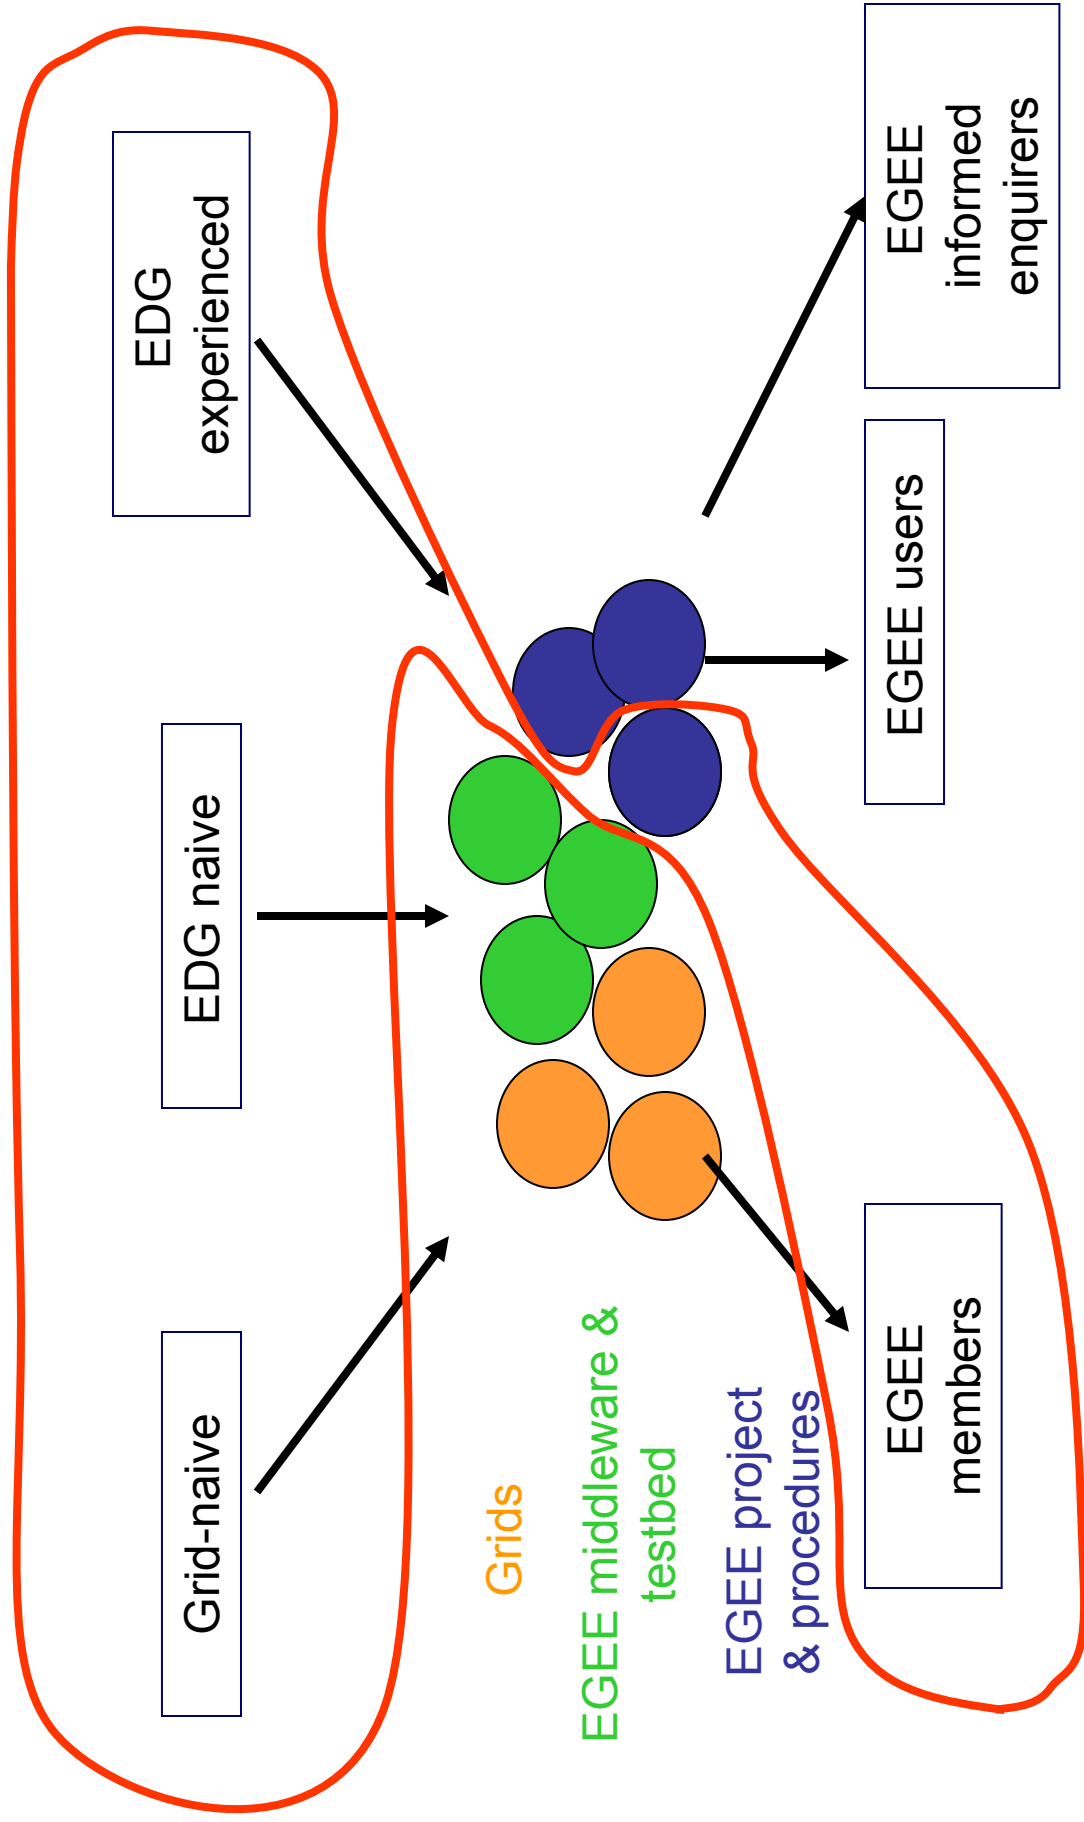 Grid-naive
EDG naive
EDG
experienced
Grids
EGEE middleware &
testbed
EGEE project
& procedures
EGEE
members
EGEE users
EGEE
informed
enquirers